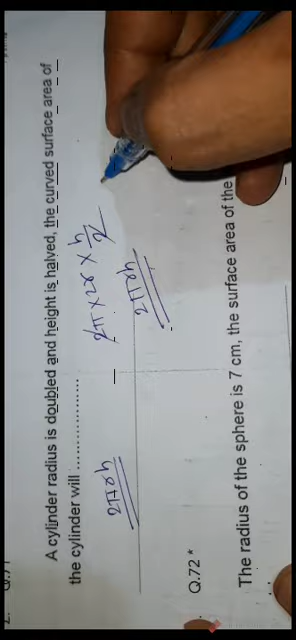 Q.71
A cylinder radius is doubled and height is halved, the curved surface area of
the cylinder will ...................
2πrh
2π × 2r × h/2
2πrh
Q.72 *
The radius of the sphere is 7 cm, the surface area of the